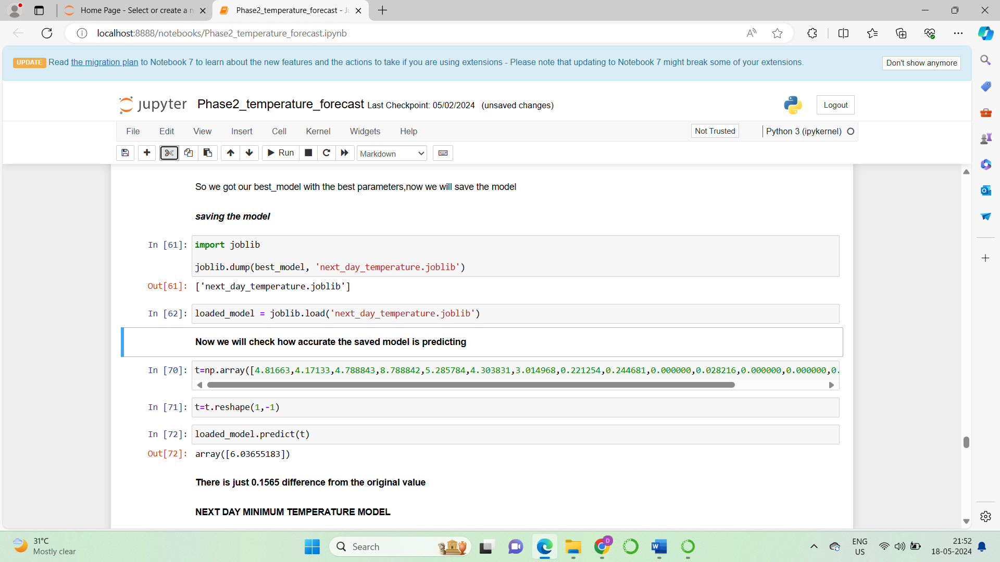 Home Page - Select or create a n
Phase2_temperature_forecast - Ju
localhost:8888/notebooks/Phase2_temperature_forecast.ipynb
UPDATE Read the migration plan to Notebook 7 to learn about the new features and the actions to take if you are using extensions - Please note that updating to Notebook 7 might break some of your extensions.
Don't show anymore
jupyter Phase2_temperature_forecast Last Checkpoint: 05/02/2024 (unsaved changes)
Logout
File Edit View Insert Cell Kernel Widgets Help
Not Trusted
Python 3 (ipykernel)
Run
Markdown
So we got our best_model with the best parameters,now we will save the model
saving the model
In [61]: import joblib
joblib.dump(best_model, 'next_day_temperature.joblib')
Out[61]: ['next_day_temperature.joblib']
In [62]: loaded_model = joblib.load('next_day_temperature.joblib')
Now we will check how accurate the saved model is predicting
In [70]: t=np.array([4.81663,4.17133,4.788843,8.788842,5.285784,4.303831,3.014968,0.221254,0.244681,0.000000,0.028216,0.000000,0.000000,0.
In [71]: t=t.reshape(1,-1)
In [72]: loaded_model.predict(t)
Out[72]: array([6.03655183])
There is just 0.1565 difference from the original value
NEXT DAY MINIMUM TEMPERATURE MODEL
31°C
Mostly clear
Search
D
W
ENG
US
21:52
18-05-2024